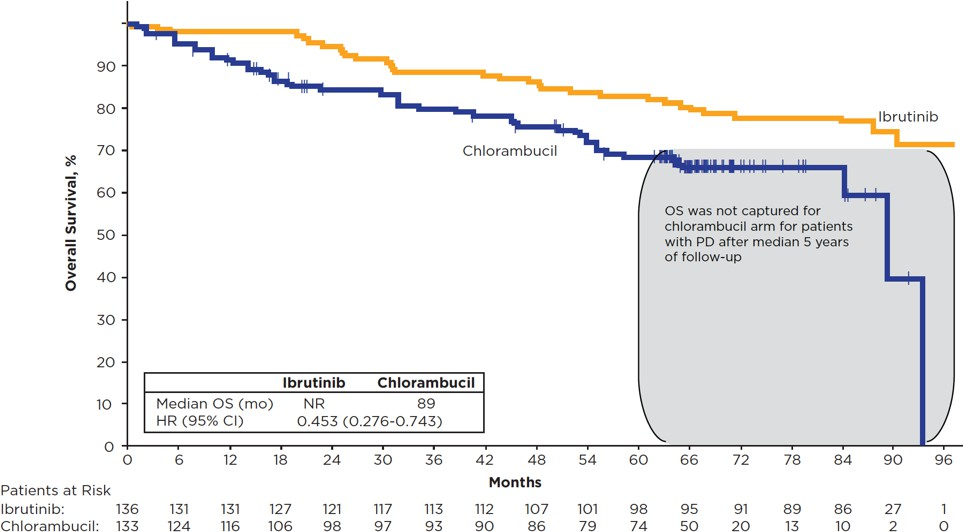 90
80
70
60
50
40
30
20
10
0
Overall Survival, %
Ibrutinib
Chlorambucil
OS was not captured for
chlorambucil arm for patients
with PD after median 5 years
of follow-up
Ibrutinib Chlorambucil
Median OS (mo) NR 89
HR (95% CI) 0.453 (0.276-0.743)
0 6 12 18 24 30 36 42 48 54 60 66 72 78 84 90 96
Months
Patients at Risk
Ibrutinib: 136 131 131 127 121 117 113 112 107 101 98 95 91 89 86 27 1
Chlorambucil: 133 124 116 106 98 97 93 90 86 79 74 50 20 13 10 2 0